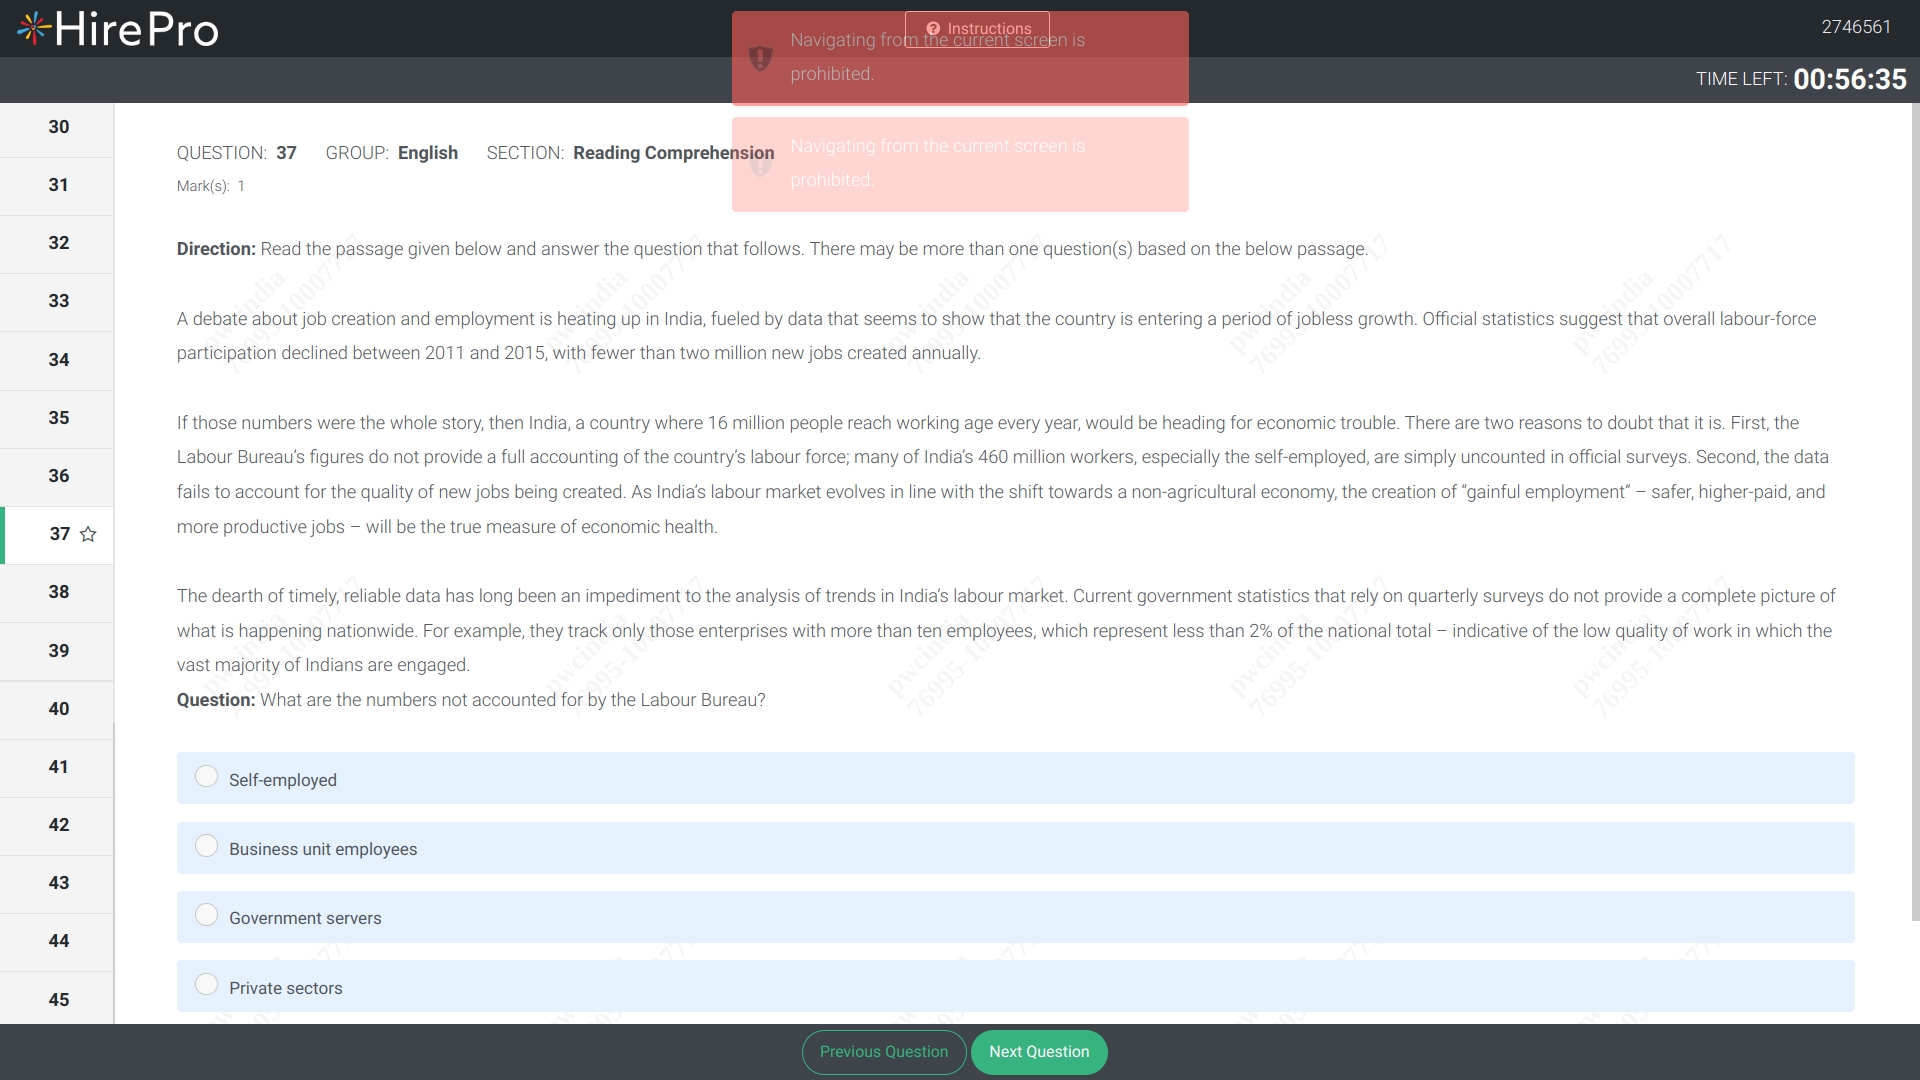 HirePro
Instructions
2746561
Navigating from the current screen is
prohibited.
TIME LEFT: 00:56:35
Navigating from the current screen is
prohibited.
30
31
32
33
34
35
36
37
38
39
40
41
42
43
44
45
QUESTION: 37 GROUP: English SECTION: Reading Comprehension
Mark(s): 1
Direction: Read the passage given below and answer the question that follows. There may be more than one question(s) based on the below passage.
A debate about job creation and employment is heating up in India, fueled by data that seems to show that the country is entering a period of jobless growth. Official statistics suggest that overall labour-force
participation declined between 2011 and 2015, with fewer than two million new jobs created annually.
If those numbers were the whole story, then India, a country where 16 million people reach working age every year, would be heading for economic trouble. There are two reasons to doubt that it is. First, the
Labour Bureau’s figures do not provide a full accounting of the country’s labour force; many of India’s 460 million workers, especially the self-employed, are simply uncounted in official surveys. Second, the data
fails to account for the quality of new jobs being created. As India’s labour market evolves in line with the shift towards a non-agricultural economy, the creation of “gainful employment” – safer, higher-paid, and
more productive jobs – will be the true measure of economic health.
The dearth of timely, reliable data has long been an impediment to the analysis of trends in India’s labour market. Current government statistics that rely on quarterly surveys do not provide a complete picture of
what is happening nationwide. For example, they track only those enterprises with more than ten employees, which represent less than 2% of the national total – indicative of the low quality of work in which the
vast majority of Indians are engaged.
Question: What are the numbers not accounted for by the Labour Bureau?
Self-employed
Business unit employees
Government servers
Private sectors
Previous Question
Next Question
pwcindia
76995-10007717